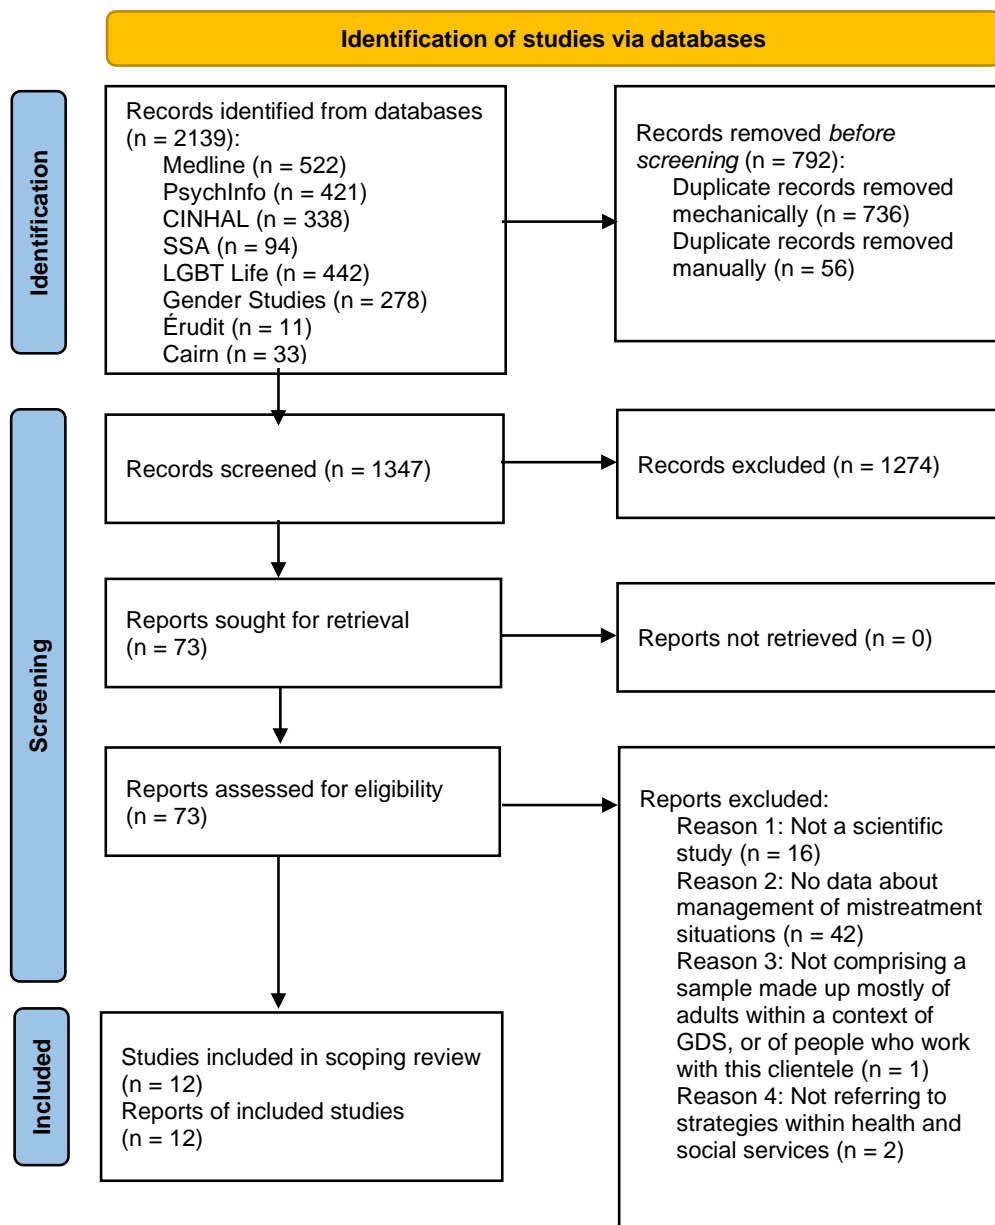 Identification of studies via databases
Identification
Records identified from databases
(n = 2139):
Medline (n = 522)
PsychInfo (n = 421)
CINHAL (n = 338)
SSA (n = 94)
LGBT Life (n = 442)
Gender Studies (n = 278)
Érudit (n = 11)
Cairn (n = 33)
Records removed before
screening (n = 792):
Duplicate records removed
mechanically (n = 736)
Duplicate records removed
manually (n = 56)
Screening
Records screened (n = 1347)
Records excluded (n = 1274)
Reports sought for retrieval
(n = 73)
Reports not retrieved (n = 0)
Reports assessed for eligibility
(n = 73)
Reports excluded:
Reason 1: Not a scientific
study (n = 16)
Reason 2: No data about
management of mistreatment
situations (n = 42)
Reason 3: Not comprising a
sample made up mostly of
adults within a context of
GDS, or of people who work
with this clientele (n = 1)
Reason 4: Not referring to
strategies within health and
social services (n = 2)
Included
Studies included in scoping review
(n = 12)
Reports of included studies
(n = 12)